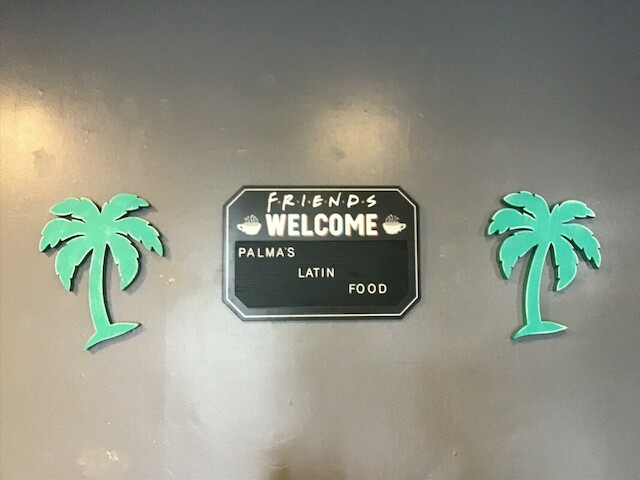 F·R·I·E·N·D·S
WELCOME
PALMA'S
LATIN
FOOD